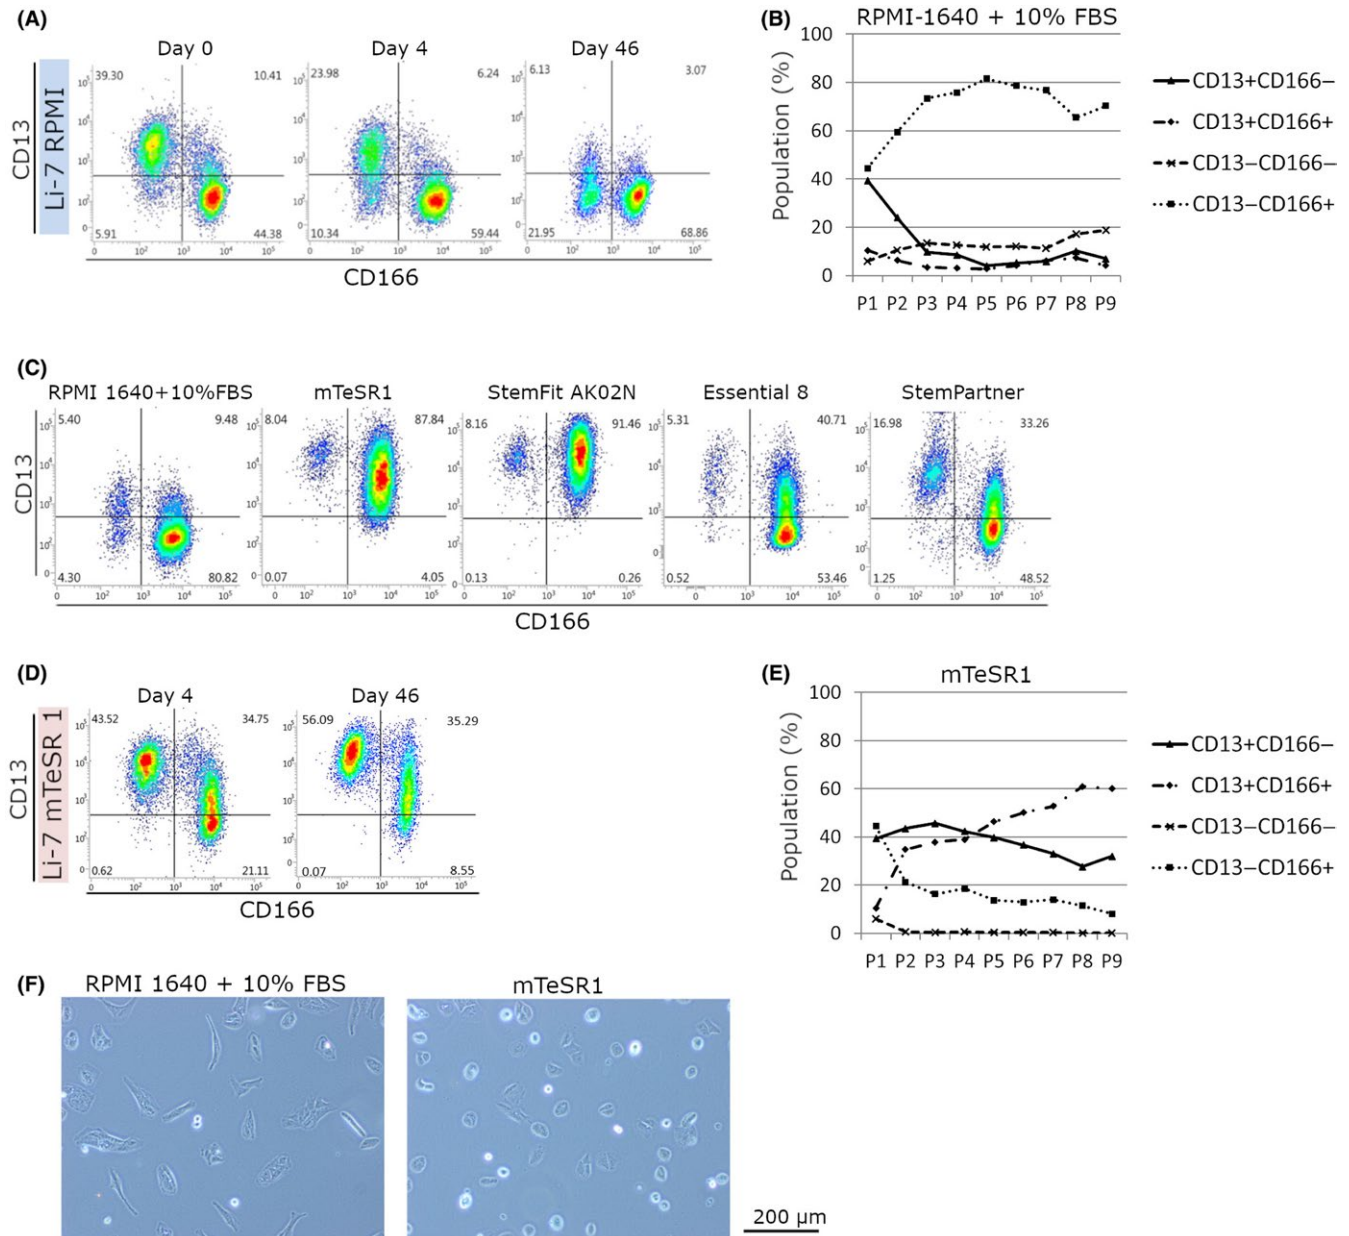 (A)
Day 0
Day 4
Day 46
CD13
Li-7 RPMI
39.30 10.41
5.91 44.38
23.98 6.24
10.34 59.44
6.13 3.07
21.95 68.86
CD166
(B)
RPMI-1640 + 10% FBS
Population (%)
100
80
60
40
20
0
P1 P2 P3 P4 P5 P6 P7 P8 P9
CD13+CD166−
CD13+CD166+
CD13−CD166−
CD13−CD166+
(C)
RPMI 1640+10%FBS
mTeSR1
StemFit AK02N
Essential 8
StemPartner
CD13
5.40 9.48
4.30 80.82
8.04 87.84
0.07 4.05
8.16 91.46
0.13 0.26
5.31 40.71
0.52 53.46
16.98 33.26
1.25 48.52
CD166
(D)
Day 4
Day 46
CD13
Li-7 mTeSR 1
43.52 34.75
0.62 21.11
56.09 35.29
0.07 8.55
CD166
(E)
mTeSR1
Population (%)
100
80
60
40
20
0
P1 P2 P3 P4 P5 P6 P7 P8 P9
CD13+CD166−
CD13+CD166+
CD13−CD166−
CD13−CD166+
(F)
RPMI 1640 + 10% FBS
mTeSR1
200 µm